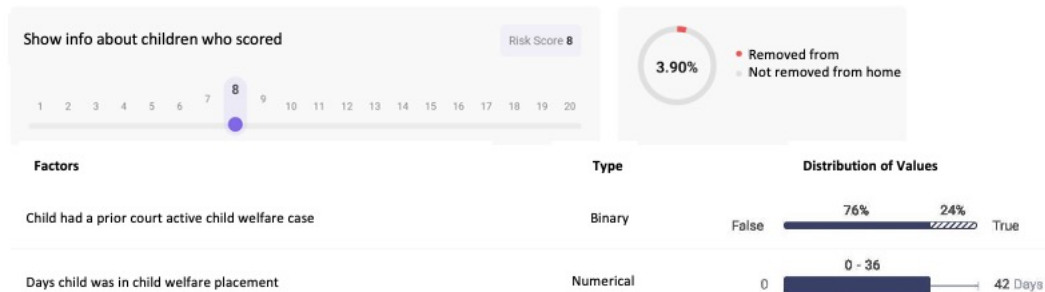 Show info about children who scored
Risk Score 8
1 2 3 4 5 6 7 8 9 10 11 12 13 14 15 16 17 18 19 20
3.90%
Removed from
Not removed from home
Factors Type Distribution of Values
Child had a prior court active child welfare case Binary False 76% 24% True
Days child was in child welfare placement Numerical 0 0 - 36 42 Days